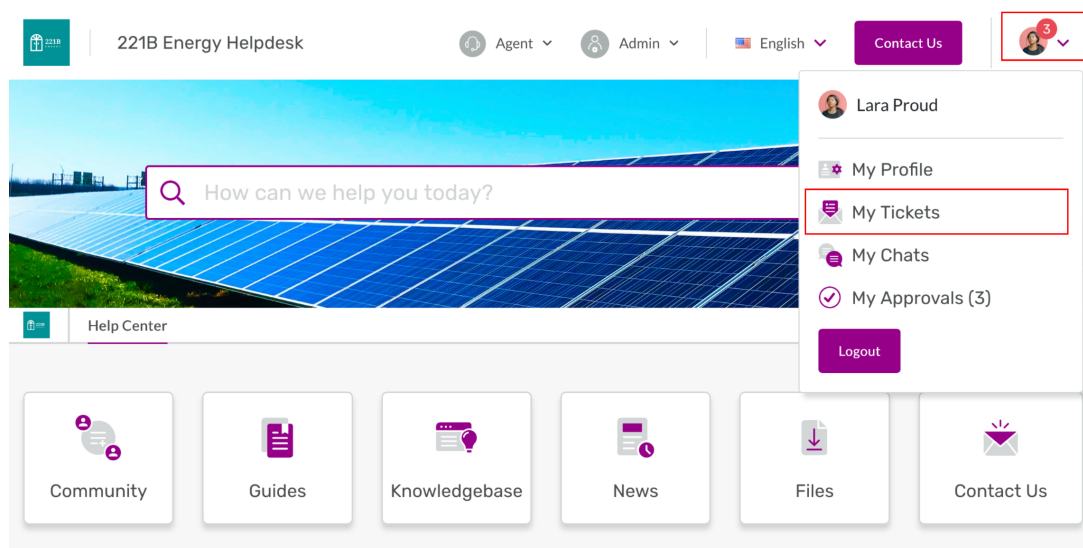 221B
221B Energy Helpdesk
Agent
Admin
English
Contact Us
3
Lara Proud
How can we help you today?
My Profile
My Tickets
My Chats
My Approvals (3)
Logout
Help Center
Community
Guides
Knowledgebase
News
Files
Contact Us